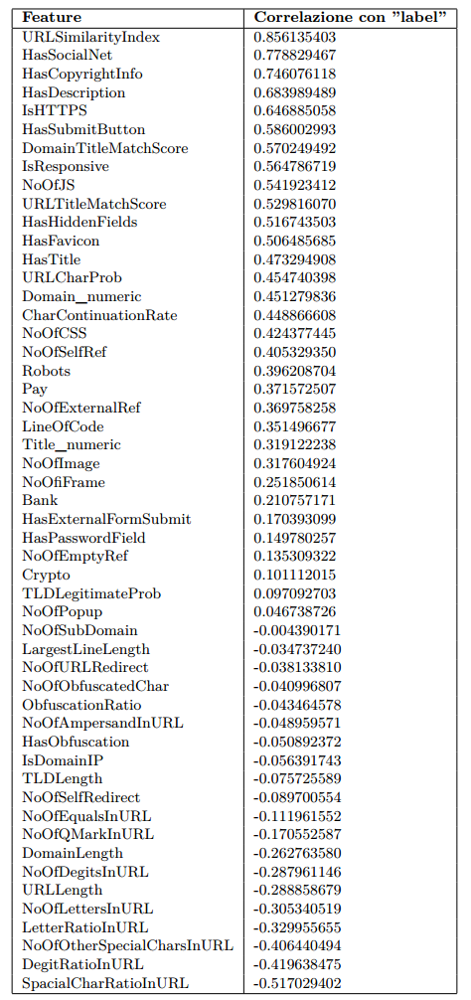 Feature Correlazione con ”label”
URLSimilarityIndex 0.856135403
HasSocialNet 0.778829467
HasCopyrightInfo 0.746076118
HasDescription 0.683989489
IsHTTPS 0.646885058
HasSubmitButton 0.586002993
DomainTitleMatchScore 0.570249492
IsResponsive 0.564786719
NoOfJS 0.541923412
URLTitleMatchScore 0.529816070
HasHiddenFields 0.516743503
HasFavicon 0.506485685
HasTitle 0.473294908
URLCharProb 0.454740398
Domain_numeric 0.451279836
CharContinuationRate 0.448866608
NoOfCSS 0.424377445
NoOfSelfRef 0.405329350
Robots 0.396208704
Pay 0.371572507
NoOfExternalRef 0.369758258
LineOfCode 0.351496677
Title_numeric 0.319122238
NoOfImage 0.317604924
NoOfiFrame 0.251850614
Bank 0.210757171
HasExternalFormSubmit 0.170393099
HasPasswordField 0.149780257
NoOfEmptyRef 0.135309322
Crypto 0.101112015
TLDLegitimateProb 0.097092703
NoOfPopup 0.046738726
NoOfSubDomain -0.004390171
LargestLineLength -0.034737240
NoOfURLRedirect -0.038133810
NoOfObfuscatedChar -0.040996807
ObfuscationRatio -0.043464578
NoOfAmpersandInURL -0.048959571
HasObfuscation -0.050892372
IsDomainIP -0.056391743
TLDLength -0.075725589
NoOfSelfRedirect -0.089700554
NoOfEqualsInURL -0.111961552
NoOfQMarkInURL -0.170552587
DomainLength -0.262763580
NoOfDegitsInURL -0.287961146
URLLength -0.288858679
NoOfLettersInURL -0.305340519
LetterRatioInURL -0.329955655
NoOfOtherSpecialCharsInURL -0.406440494
DegitRatioInURL -0.419638475
SpacialCharRatioInURL -0.517029402